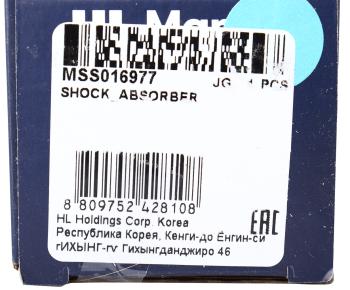 HL Man
MSS016977
JG 1 PCS
SHOCK ABSORBER
8 809752 428108
HL Holdings Corp. Korea
Республика Корея, Кенги-до Ёнгин-си
гИХЫНГ-rv Гихынгданджиро 46
EAC